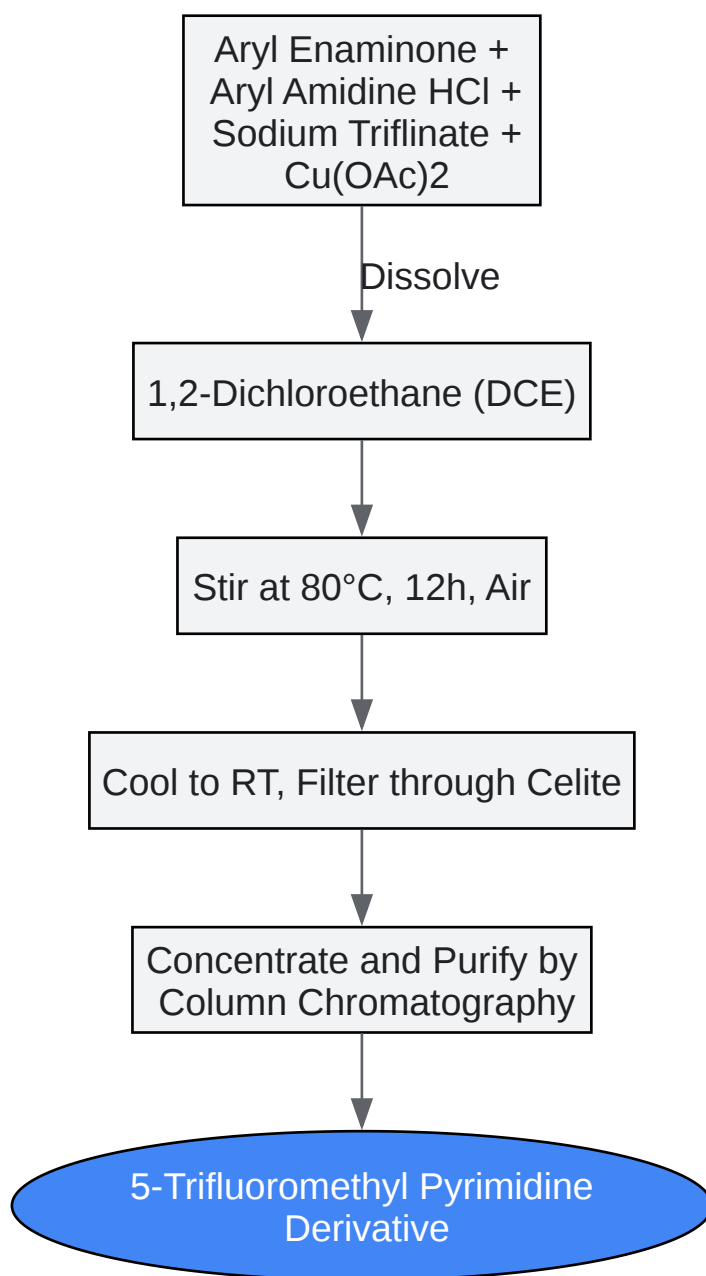 Aryl Enaminone +
Aryl Amidine HCl +
Sodium Triflinate +
Cu(OAc)2
Dissolve
1,2-Dichloroethane (DCE)
Stir at 80°C, 12h, Air
Cool to RT, Filter through Celite
Concentrate and Purify by
Column Chromatography
5-Trifluoromethyl Pyrimidine
Derivative